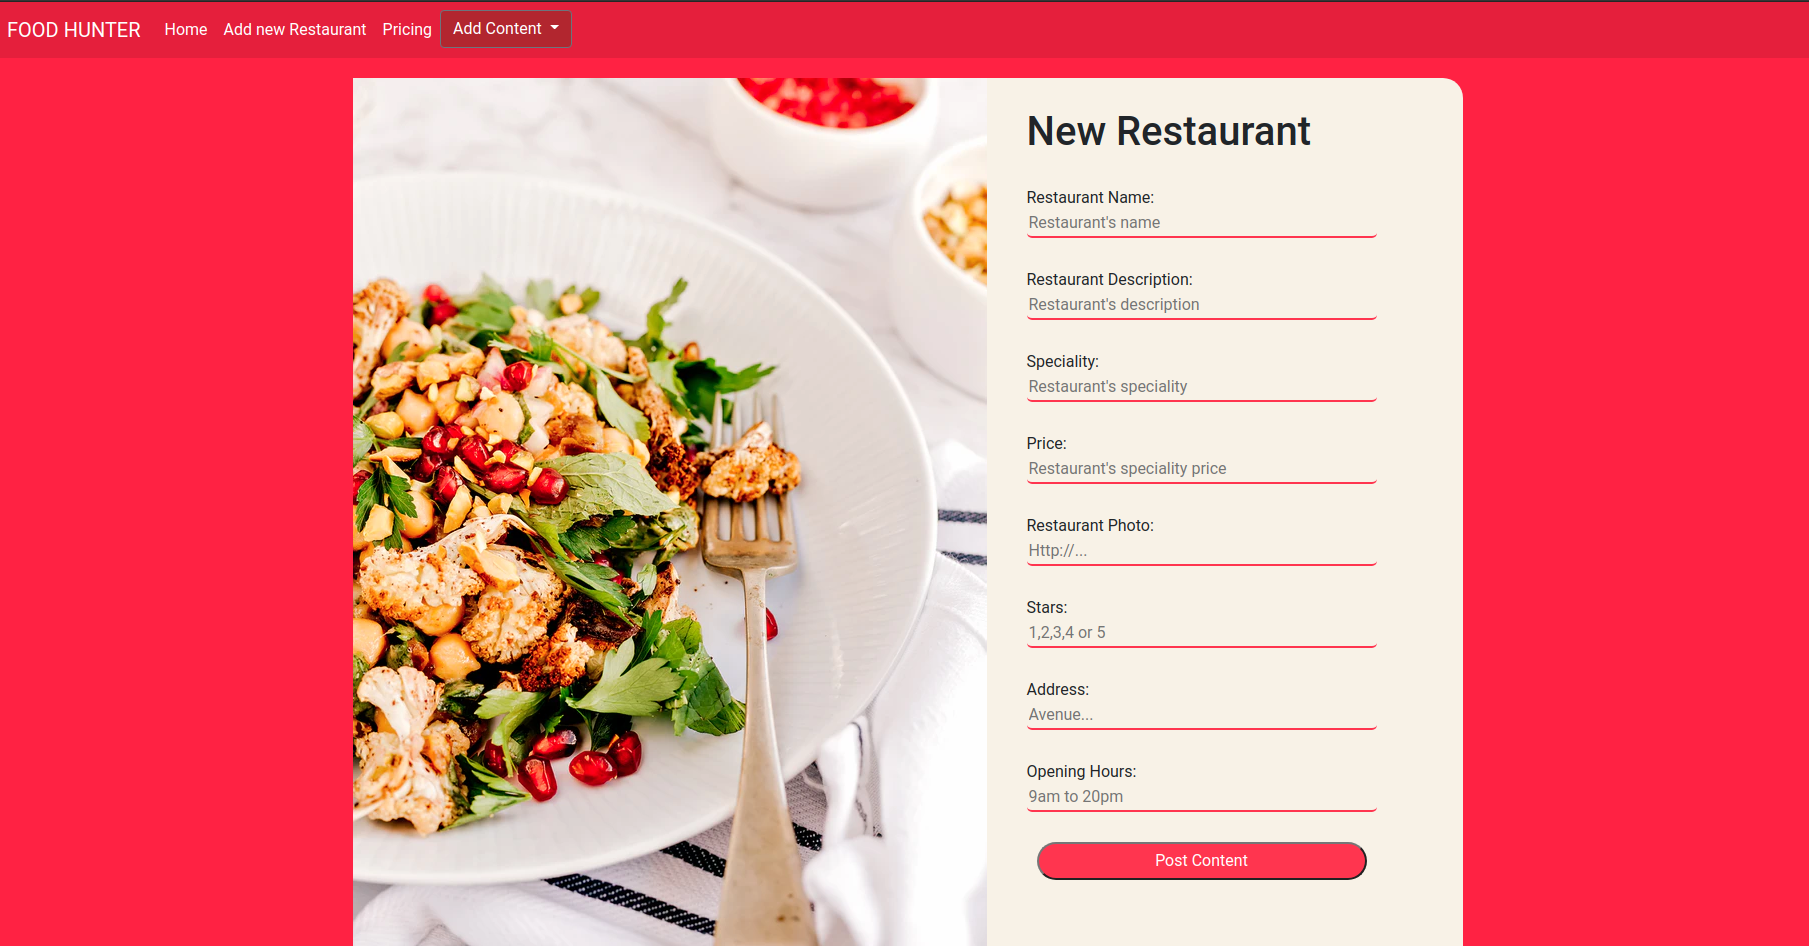 FOOD HUNTER Home Add new Restaurant Pricing Add Content
New Restaurant
Restaurant Name:
Restaurant's name
Restaurant Description:
Restaurant's description
Speciality:
Restaurant's speciality
Price:
Restaurant's speciality price
Restaurant Photo:
Http://...
Stars:
1,2,3,4 or 5
Address:
Avenue...
Opening Hours:
9am to 20pm
Post Content